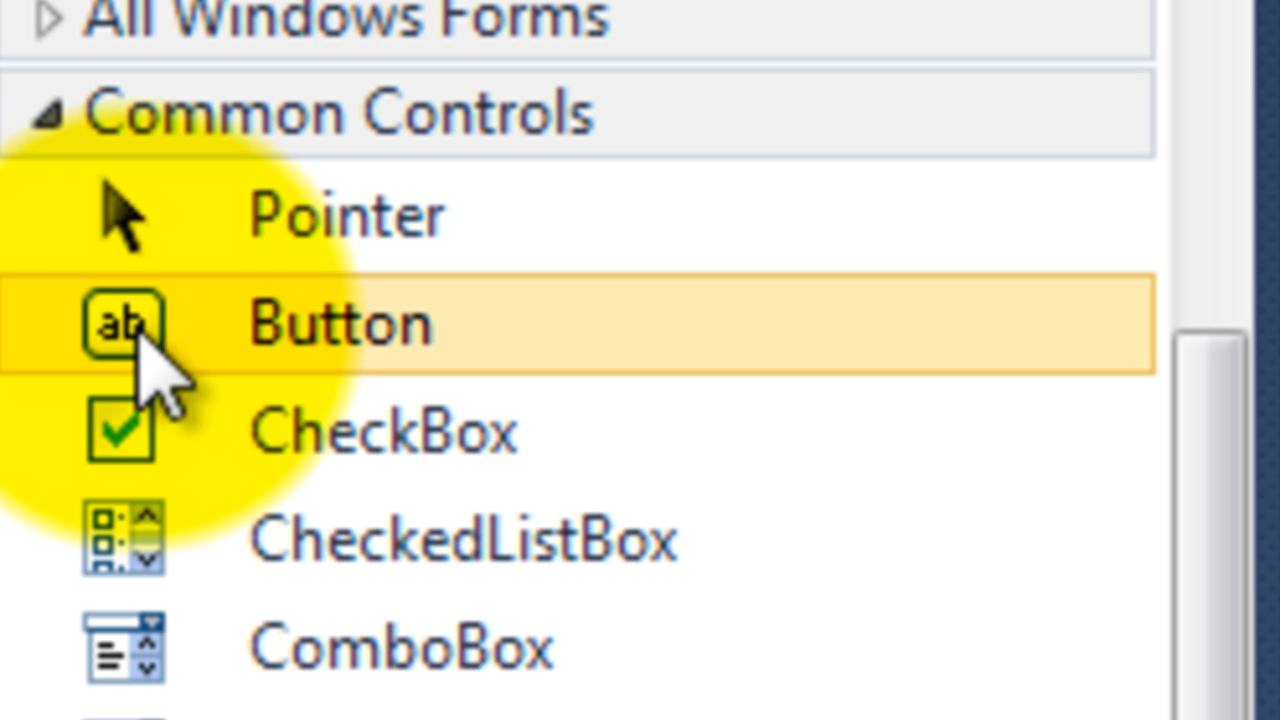 All Windows Forms
Common Controls
Pointer
ab Button
CheckBox
CheckedListBox
ComboBox